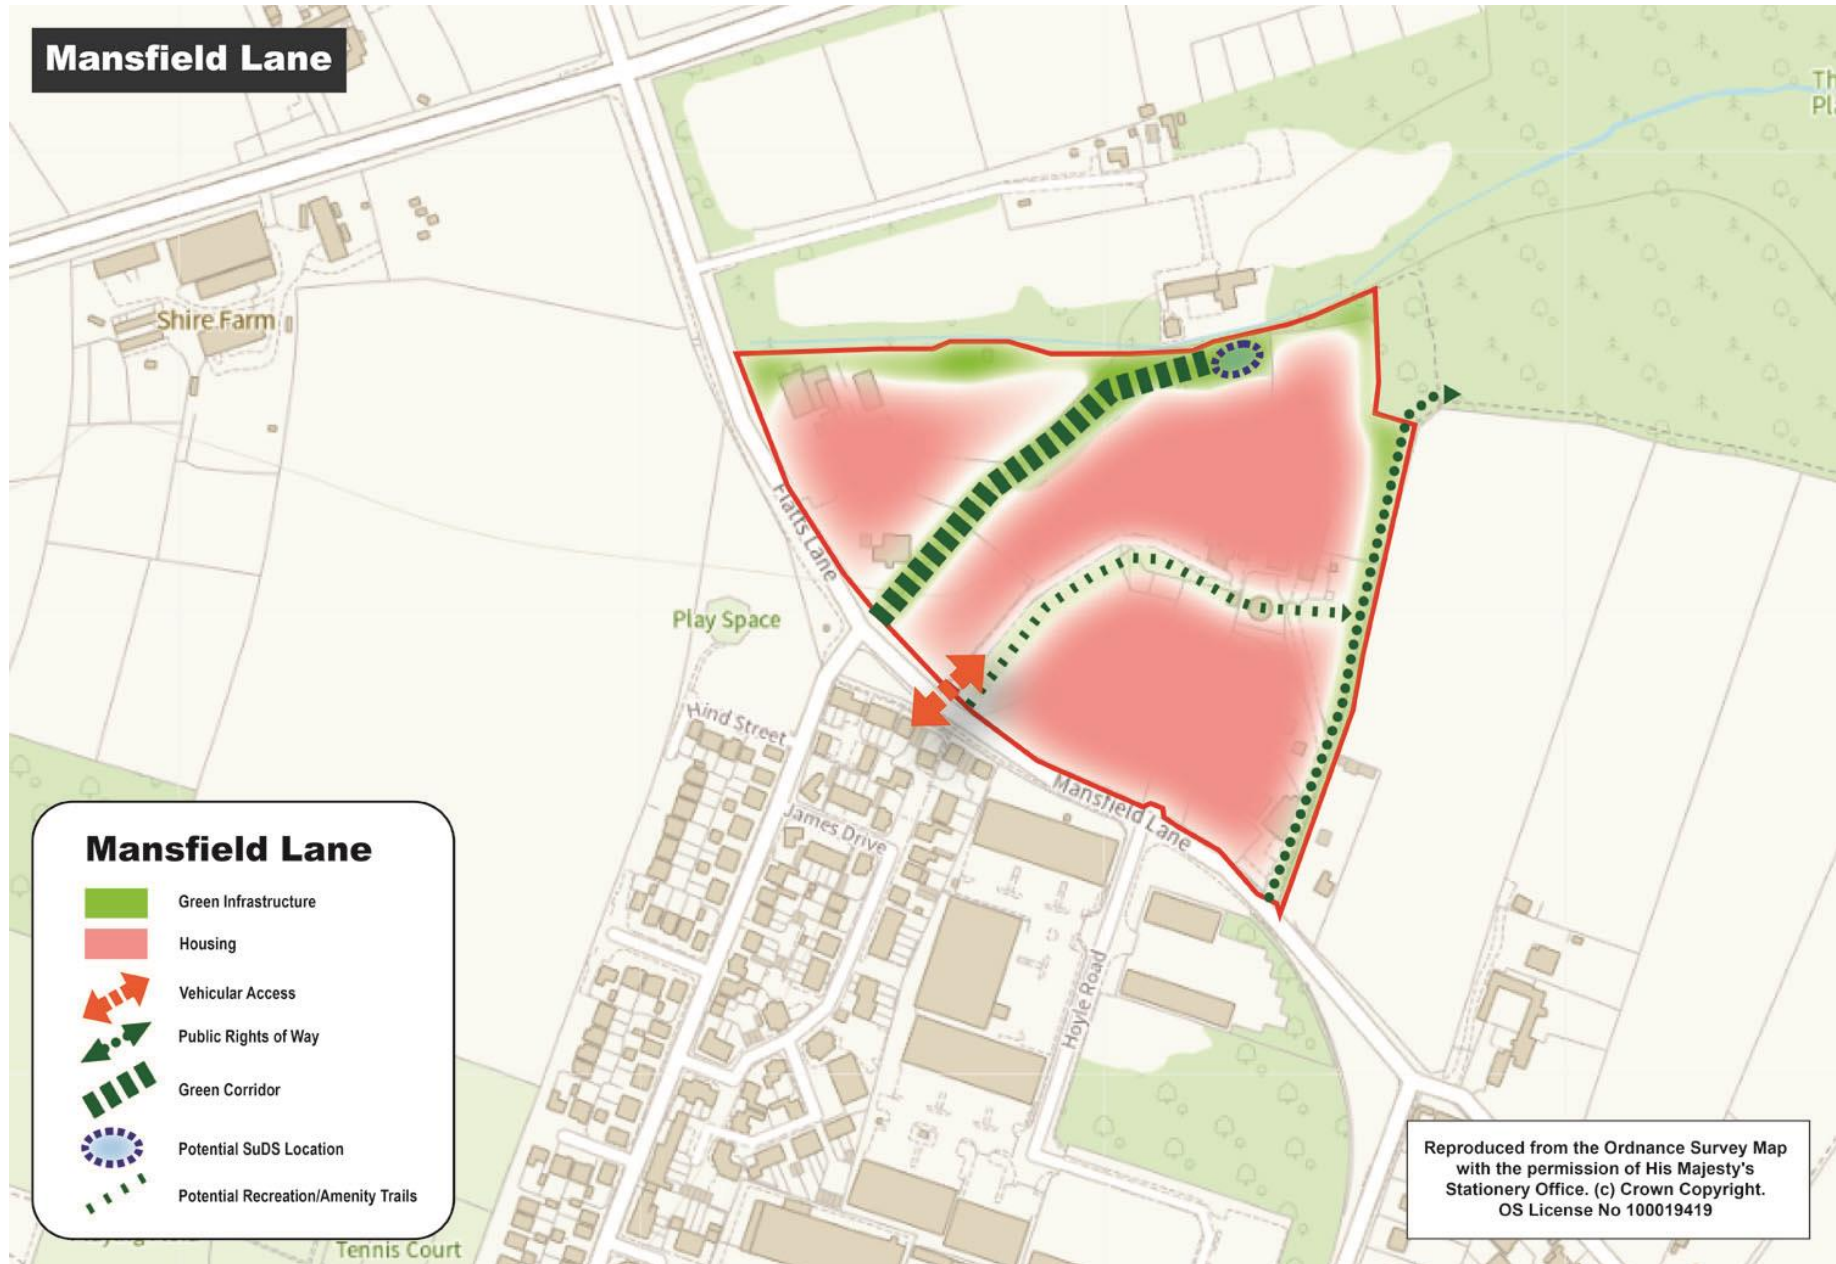 Mansfield Lane
Th
Pl
Shire Farm
Flatts Lane
Play Space
Hind Street
Mansfield Lane
James Drive
Hoyle Road
Mansfield Lane
Green Infrastructure
Housing
Vehicular Access
Public Rights of Way
Green Corridor
Potential SuDS Location
Potential Recreation/Amenity Trails
Tennis Court
Reproduced from the Ordnance Survey Map
with the permission of His Majesty's
Stationery Office. (c) Crown Copyright.
OS License No 100019419